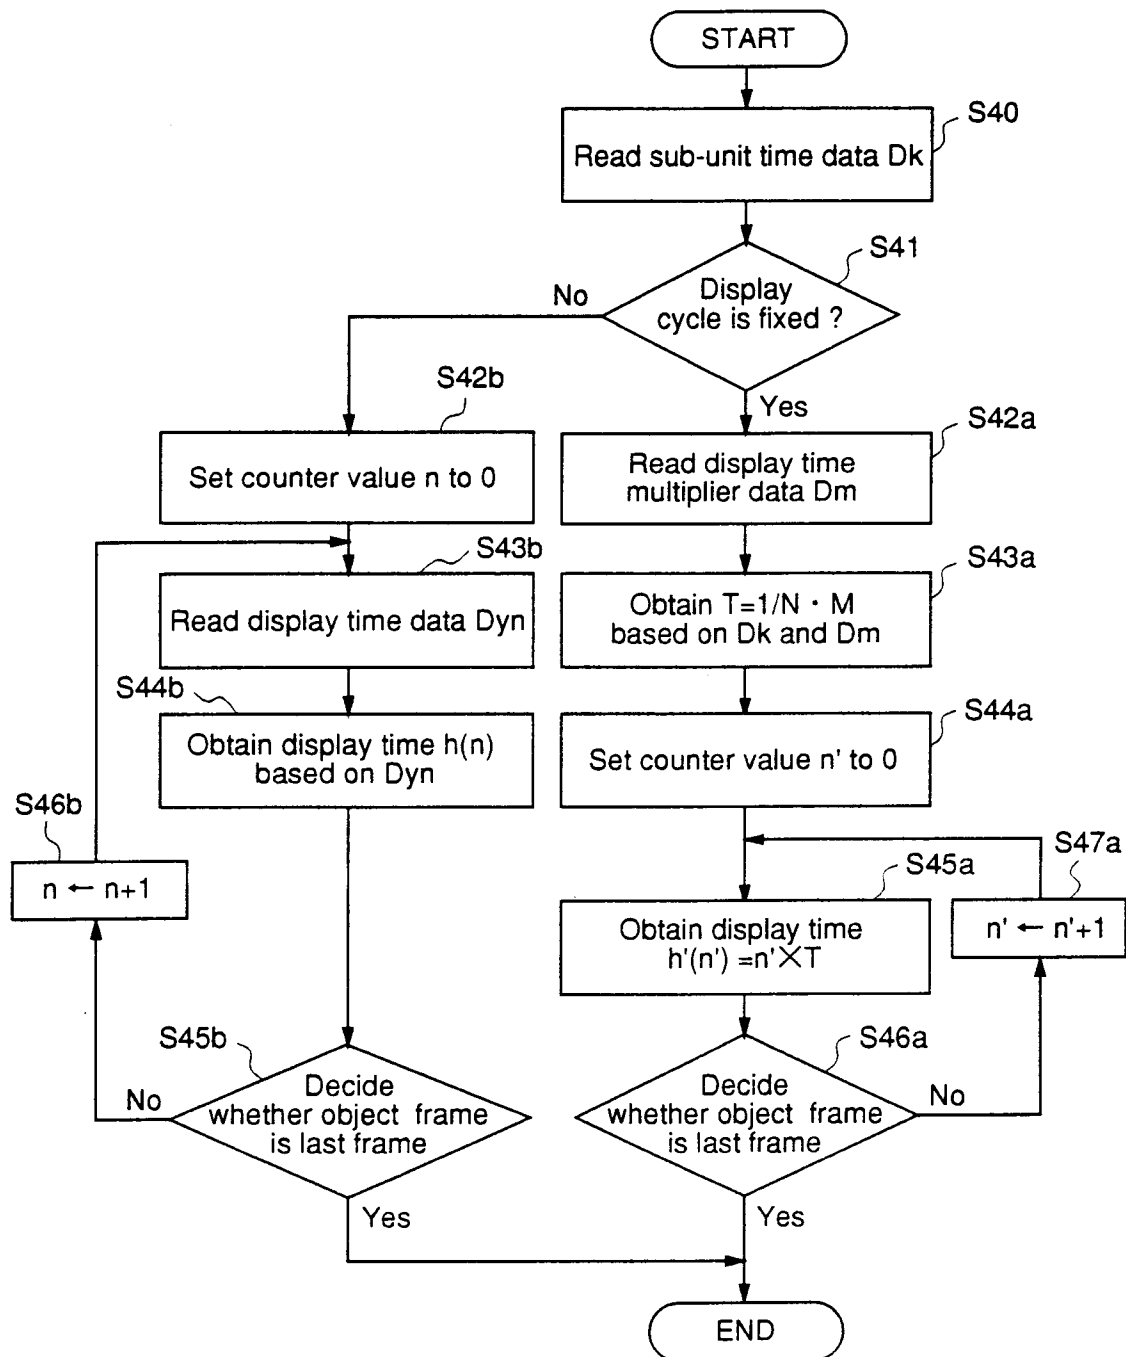 START
S40
Read sub-unit time data Dk
S41
Display
cycle is fixed ?
No
Yes
S42b
Set counter value n to 0
S42a
Read display time
multiplier data Dm
S43b
Read display time data Dyn
S43a
Obtain T=1/N · M
based on Dk and Dm
S44b
Obtain display time h(n)
based on Dyn
S44a
Set counter value n' to 0
S46b
n ← n+1
S45a
Obtain display time
h'(n') =n'×T
S47a
n' ← n'+1
S45b
Decide
whether object frame
is last frame
No
Yes
S46a
Decide
whether object frame
is last frame
No
Yes
END